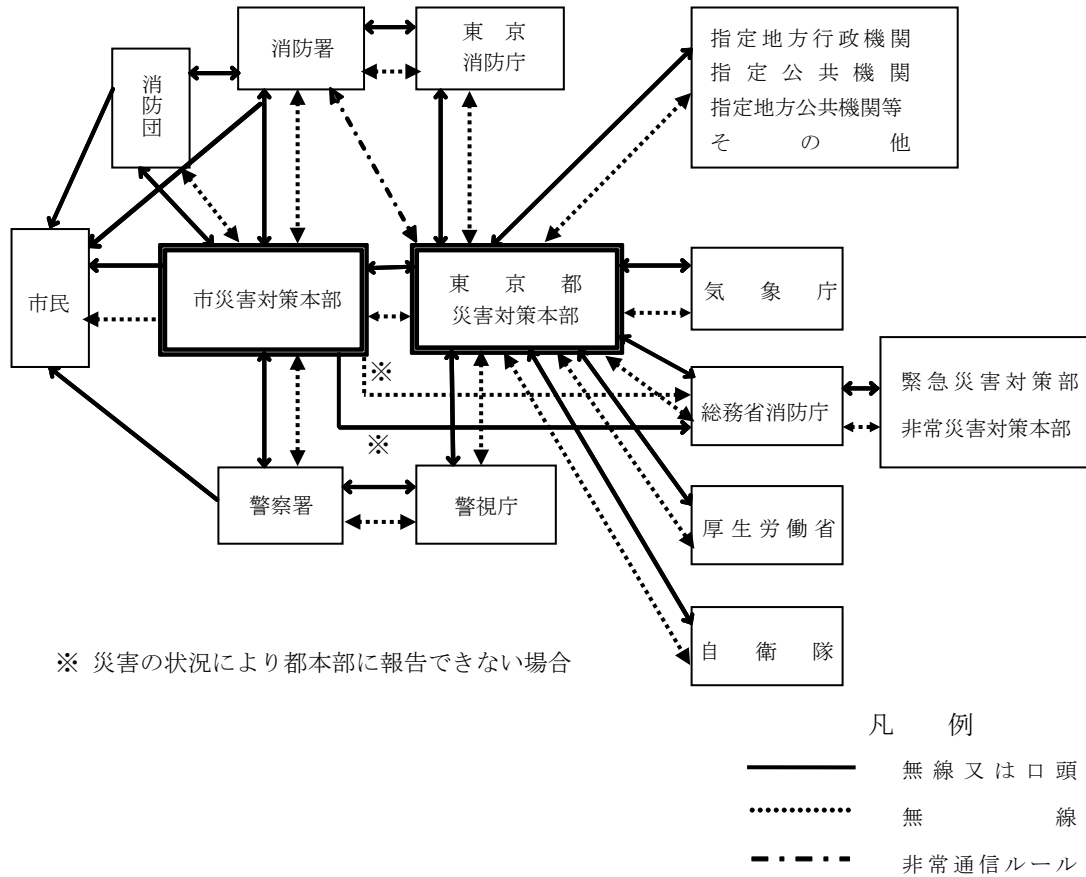 消防署
東京
消防庁
指定地方行政機関
指定公共機関
指定地方公共機関等
その他
消防団
市民
市災害対策本部
東京都
災害対策本部
気象庁
※
※
総務省消防庁
緊急災害対策部
非常災害対策本部
警察署
警視庁
厚生労働省
自衛隊
※ 災害の状況により都本部に報告できない場合
凡例
無線又は口頭
無線
非常通信ルール